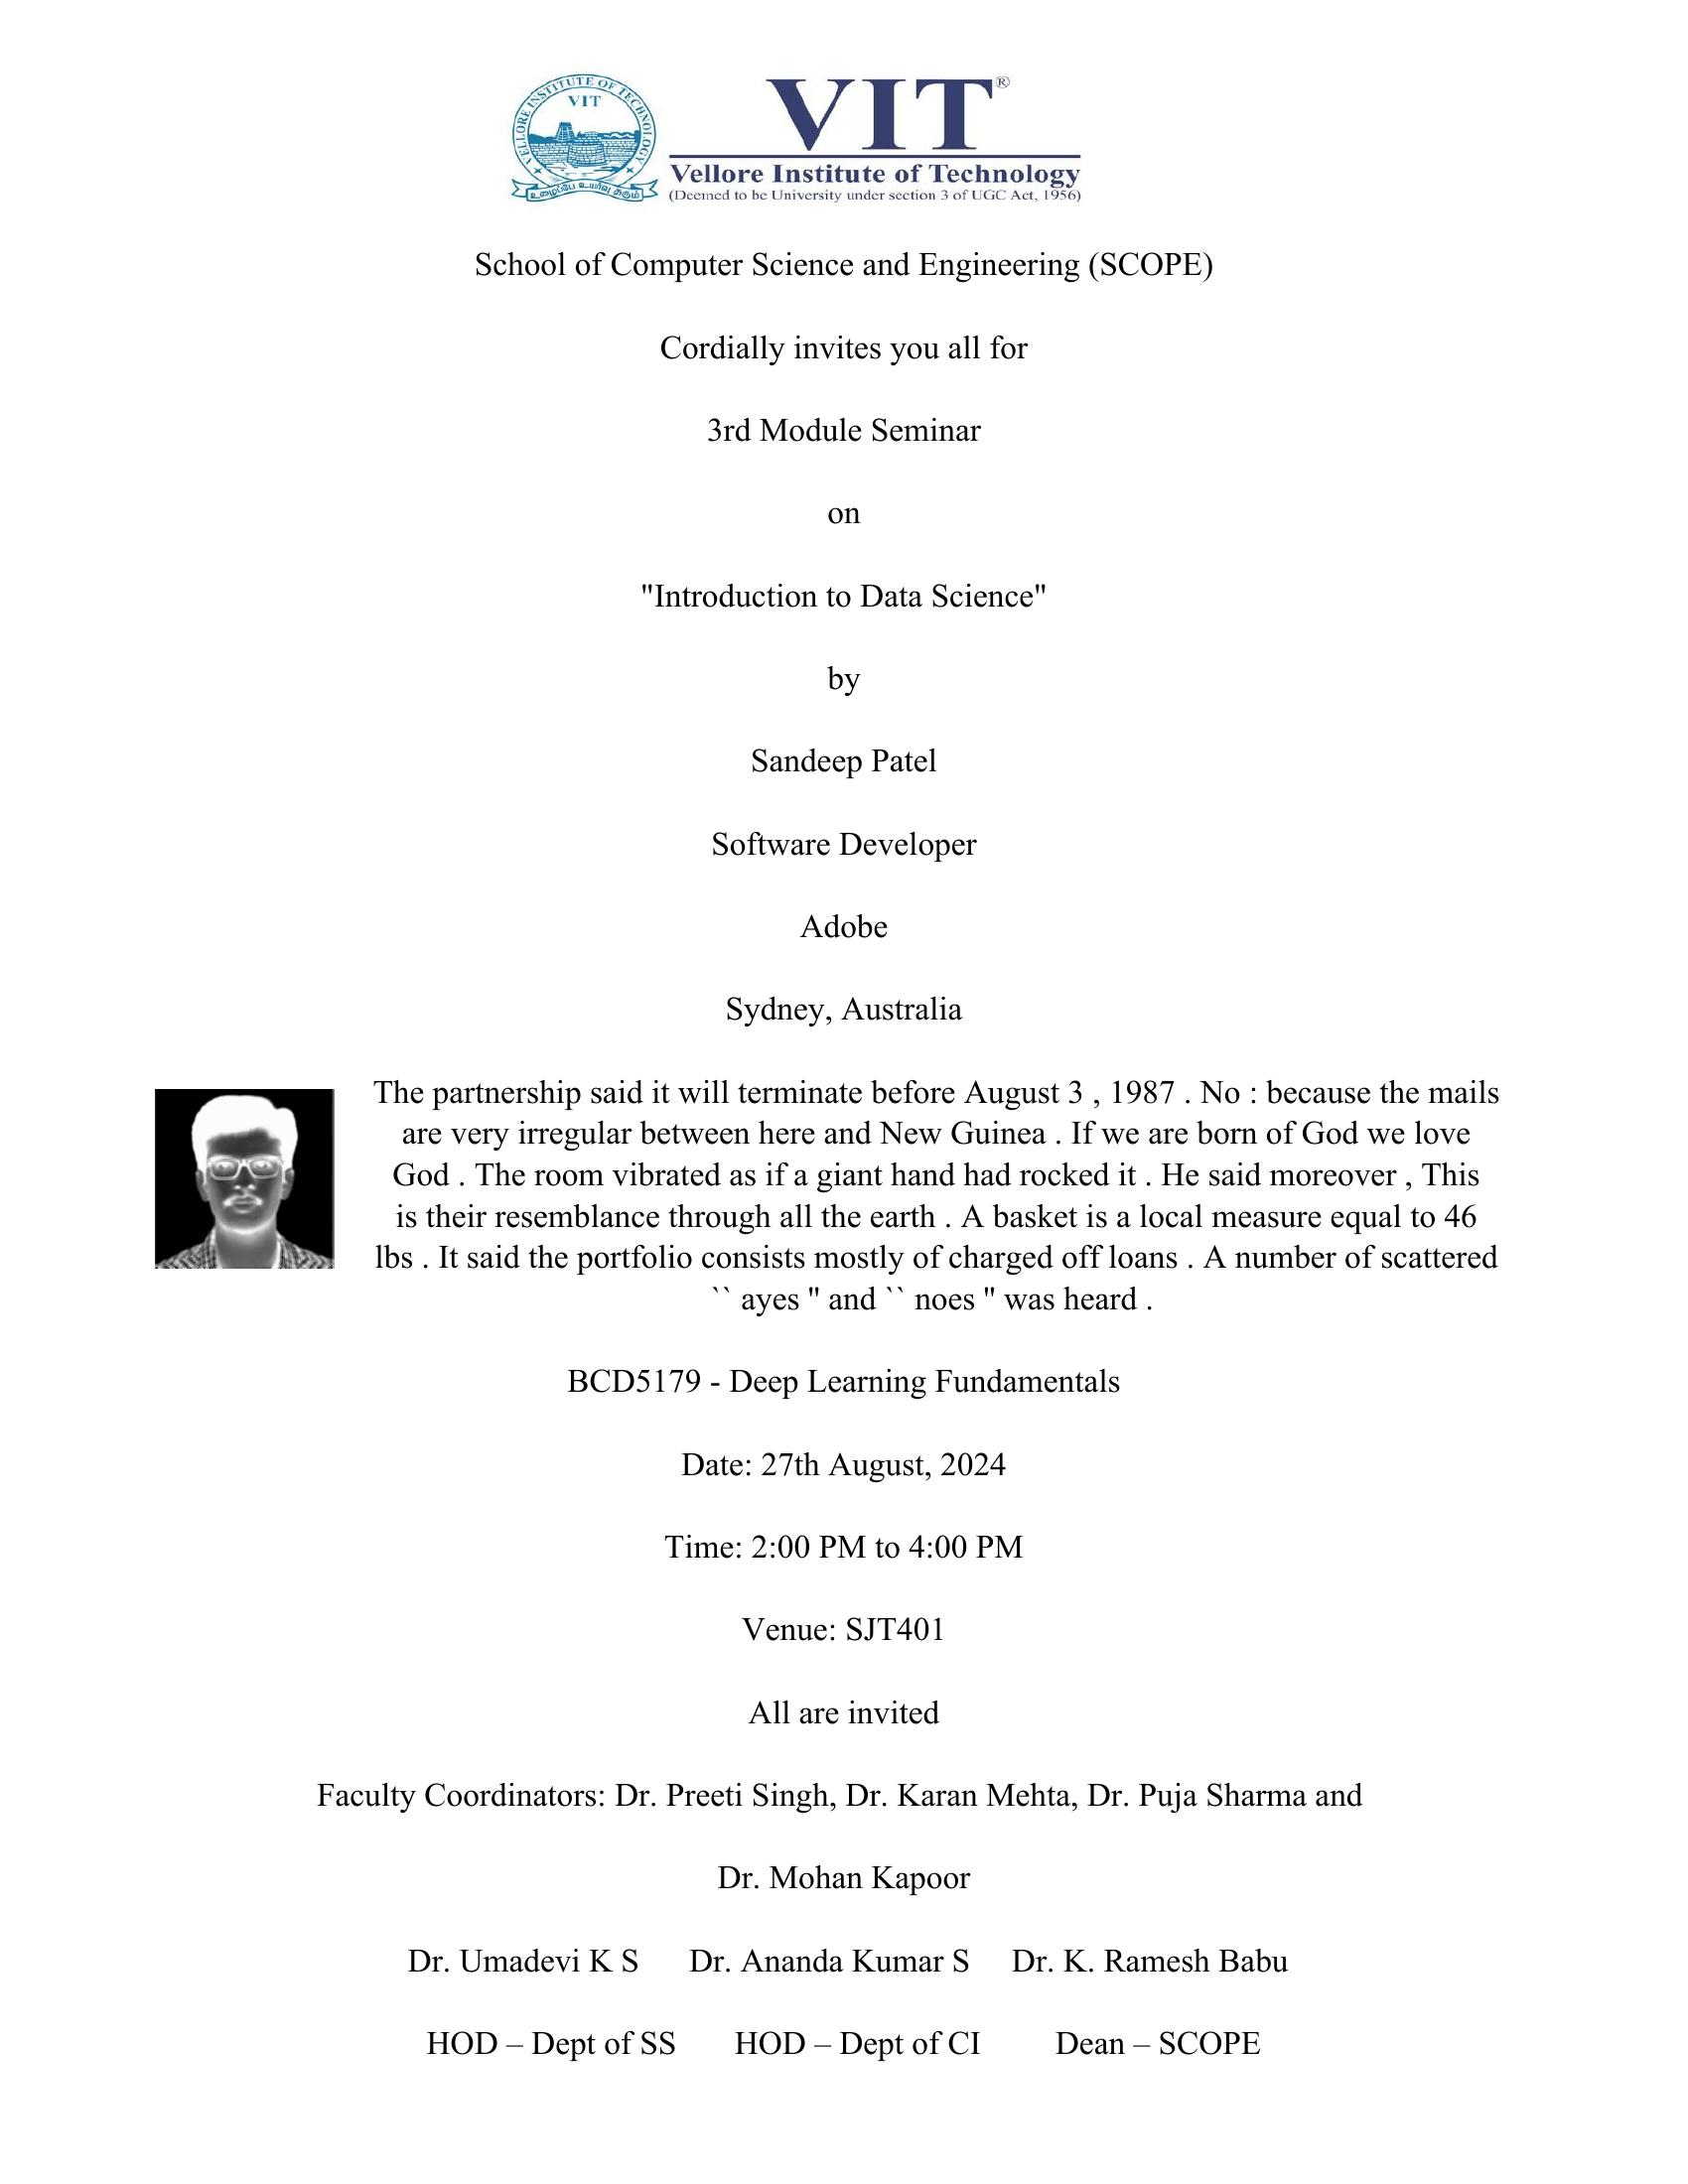 VELLORE INSTITUTE OF TECHNOLOGY
VIT
உழைப்பே உயர்வு தரும்
VIT®
Vellore Institute of Technology
(Deemed to be University under section 3 of UGC Act, 1956)
School of Computer Science and Engineering (SCOPE)
Cordially invites you all for
3rd Module Seminar
on
"Introduction to Data Science"
by
Sandeep Patel
Software Developer
Adobe
Sydney, Australia
The partnership said it will terminate before August 3 , 1987 . No : because the mails
are very irregular between here and New Guinea . If we are born of God we love
God . The room vibrated as if a giant hand had rocked it . He said moreover , This
is their resemblance through all the earth . A basket is a local measure equal to 46
lbs . It said the portfolio consists mostly of charged off loans . A number of scattered
`` ayes '' and `` noes '' was heard .
BCD5179 - Deep Learning Fundamentals
Date: 27th August, 2024
Time: 2:00 PM to 4:00 PM
Venue: SJT401
All are invited
Faculty Coordinators: Dr. Preeti Singh, Dr. Karan Mehta, Dr. Puja Sharma and
Dr. Mohan Kapoor
Dr. Umadevi K S Dr. Ananda Kumar S Dr. K. Ramesh Babu
HOD – Dept of SS HOD – Dept of CI Dean – SCOPE